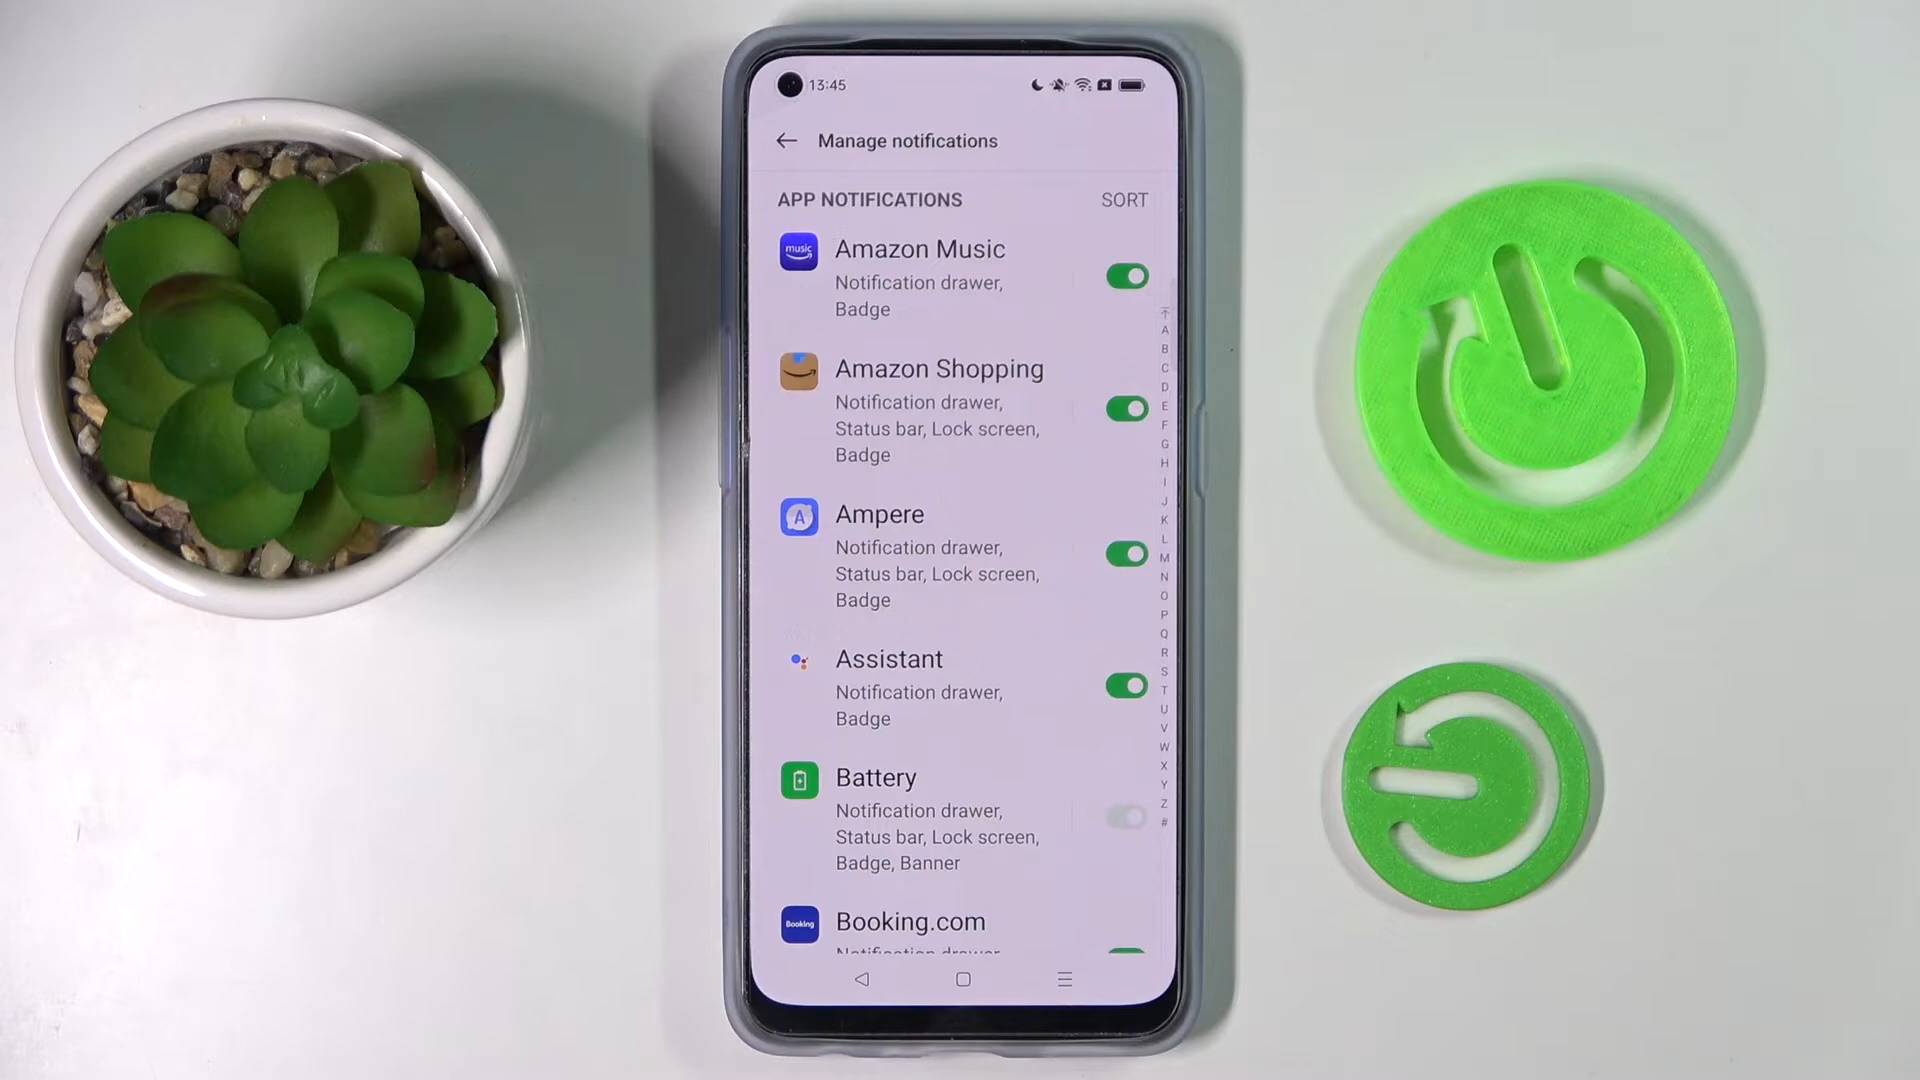 13:45
Manage notifications
APP NOTIFICATIONS SORT
music
Amazon Music
Notification drawer,
Badge
Amazon Shopping
Notification drawer,
Status bar, Lock screen,
Badge
A
Ampere
Notification drawer,
Status bar, Lock screen,
Badge
Assistant
Notification drawer,
Badge
Battery
Notification drawer,
Status bar, Lock screen,
Badge, Banner
Booking
Booking.com
Notification drawer
A
B
C
D
E
F
G
H
I
J
K
L
M
N
O
P
Q
R
S
T
U
V
W
X
Y
Z
#